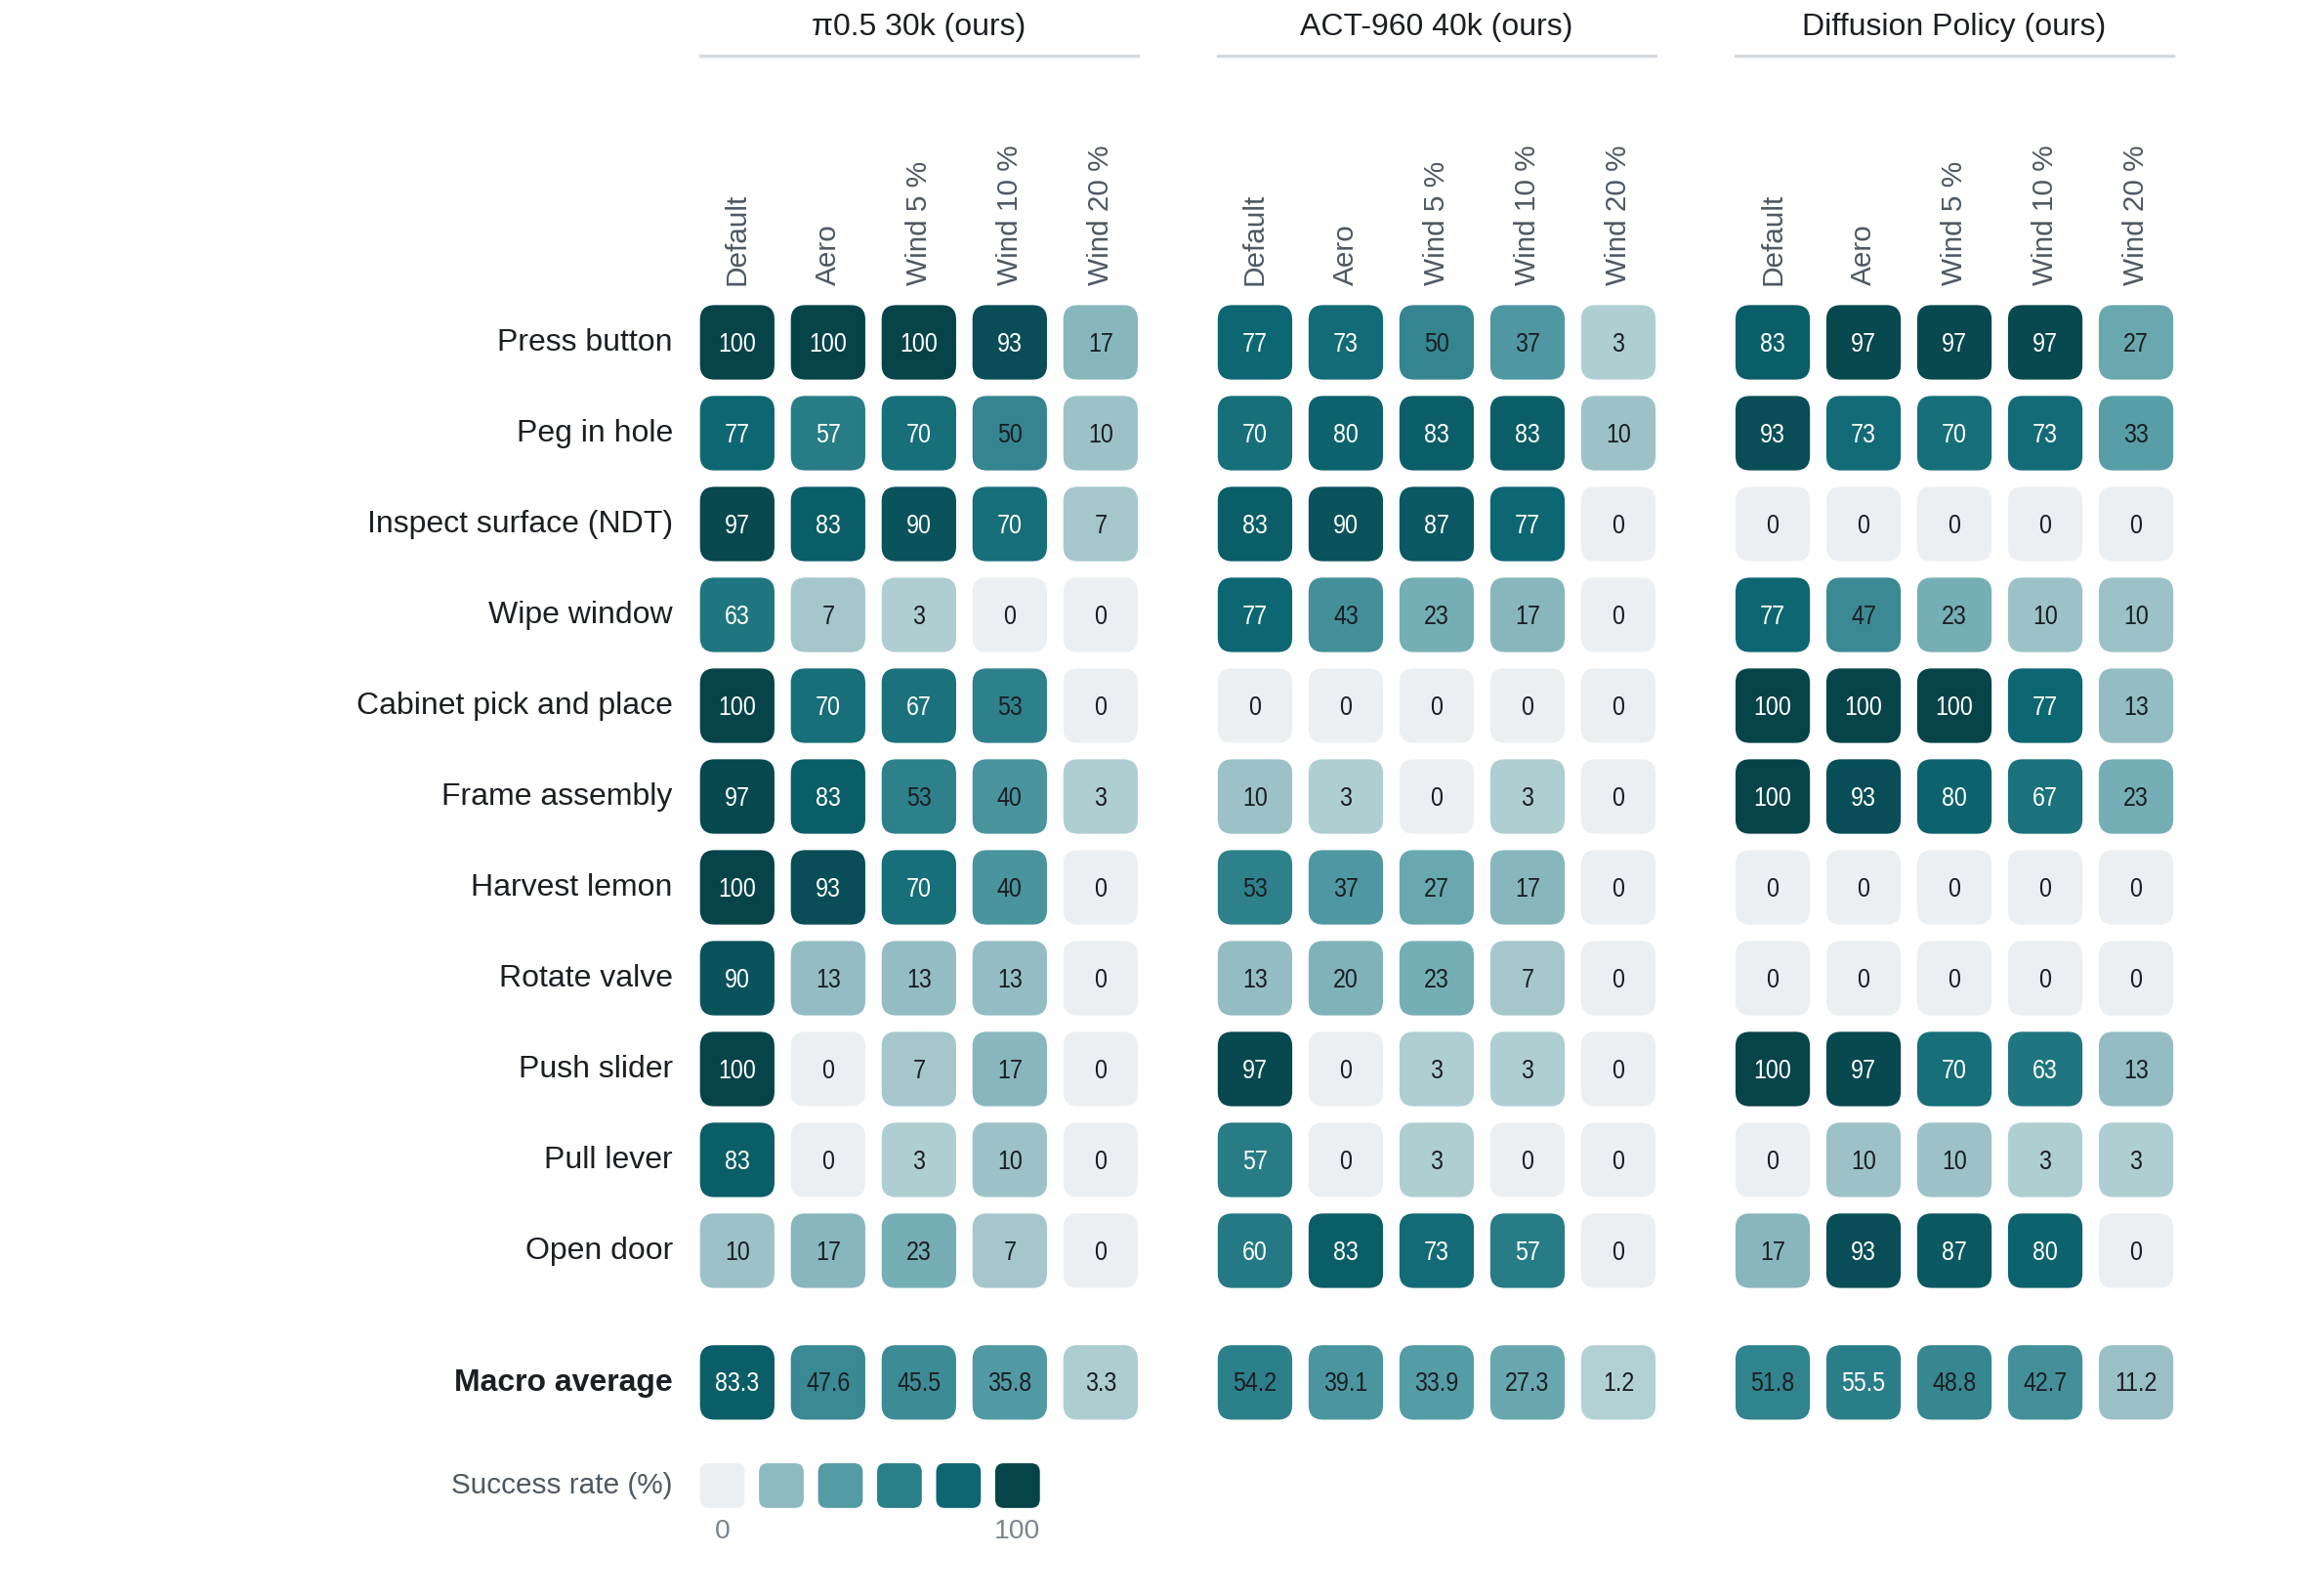 π0.5 30k (ours) ACT-960 40k (ours) Diffusion Policy (ours)
Default Aero Wind 5 % Wind 10 % Wind 20 % Default Aero Wind 5 % Wind 10 % Wind 20 % Default Aero Wind 5 % Wind 10 % Wind 20 %
Press button 100 100 100 93 17 77 73 50 37 3 83 97 97 97 27
Peg in hole 77 57 70 50 10 70 80 83 83 10 93 73 70 73 33
Inspect surface (NDT) 97 83 90 70 7 83 90 87 77 0 0 0 0 0 0
Wipe window 63 7 3 0 0 77 43 23 17 0 77 47 23 10 10
Cabinet pick and place 100 70 67 53 0 0 0 0 0 0 100 100 100 77 13
Frame assembly 97 83 53 40 3 10 3 0 3 0 100 93 80 67 23
Harvest lemon 100 93 70 40 0 53 37 27 17 0 0 0 0 0 0
Rotate valve 90 13 13 13 0 13 20 23 7 0 0 0 0 0 0
Push slider 100 0 7 17 0 97 0 3 3 0 100 97 70 63 13
Pull lever 83 0 3 10 0 57 0 3 0 0 0 10 10 3 3
Open door 10 17 23 7 0 60 83 73 57 0 17 93 87 80 0
Macro average 83.3 47.6 45.5 35.8 3.3 54.2 39.1 33.9 27.3 1.2 51.8 55.5 48.8 42.7 11.2
Success rate (%)
0 100